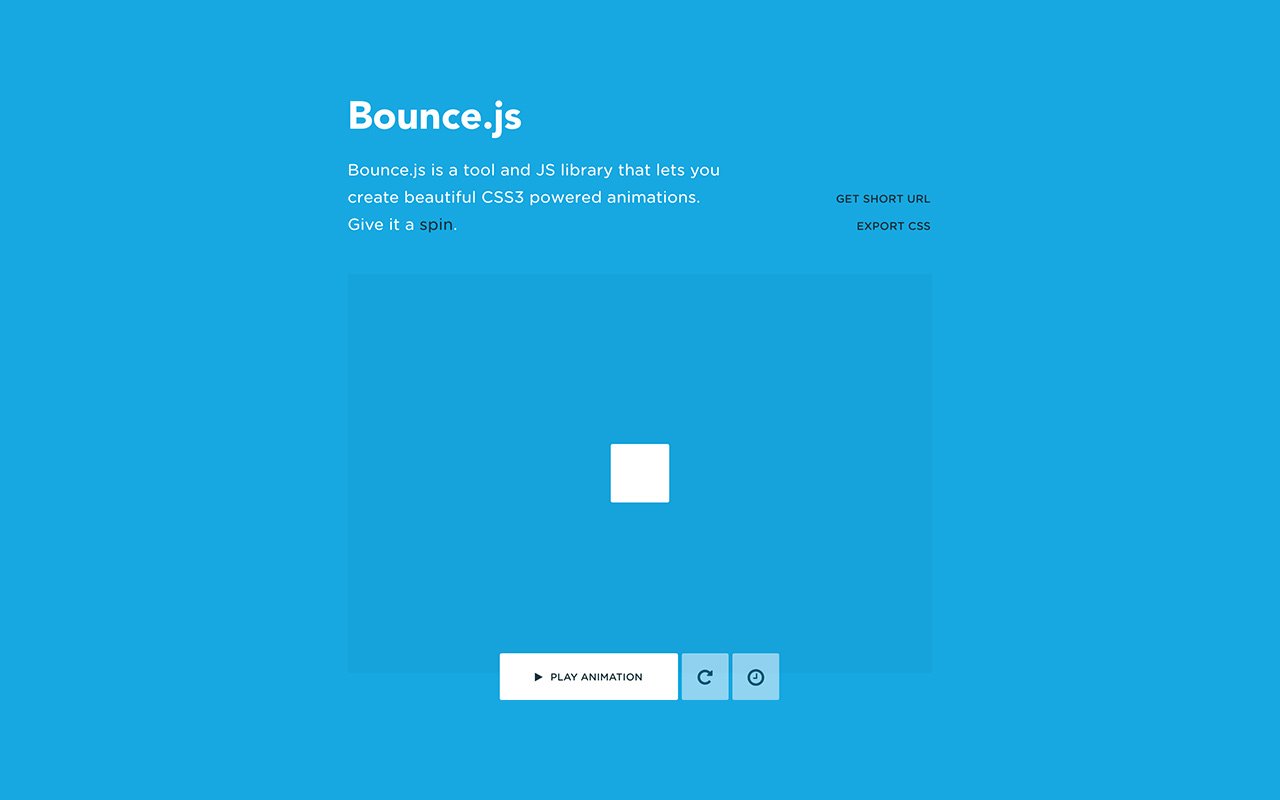 Bounce.js
Bounce.js is a tool and JS library that lets you
create beautiful CSS3 powered animations.
Give it a spin.
GET SHORT URL
EXPORT CSS
PLAY ANIMATION